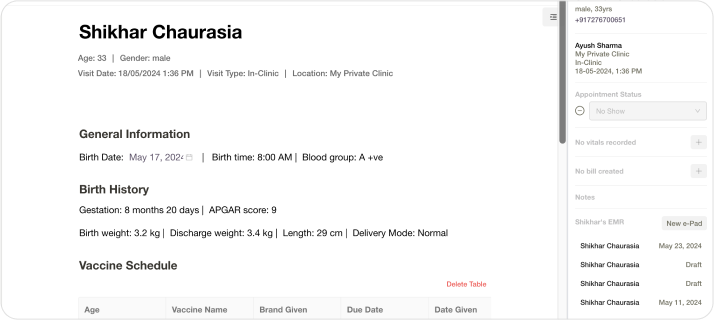 Shikhar Chaurasia
Age: 33 | Gender: male
Visit Date: 18/05/2024 1:36 PM | Visit Type: In-Clinic | Location: My Private Clinic
General Information
Birth Date: May 17, 2024 | Birth time: 8:00 AM | Blood group: A +ve
Birth History
Gestation: 8 months 20 days | APGAR score: 9
Birth weight: 3.2 kg | Discharge weight: 3.4 kg | Length: 29 cm | Delivery Mode: Normal
Vaccine Schedule
Delete Table
Age Vaccine Name Brand Given Due Date Date Given
male, 33yrs
+917276700651
Ayush Sharma
My Private Clinic
In-Clinic
18-05-2024, 1:36 PM
Appointment Status
No Show
No vitals recorded +
No bill created +
Notes
Shikhar's EMR New e-Pad
Shikhar Chaurasia May 23, 2024
Shikhar Chaurasia Draft
Shikhar Chaurasia Draft
Shikhar Chaurasia May 11, 2024